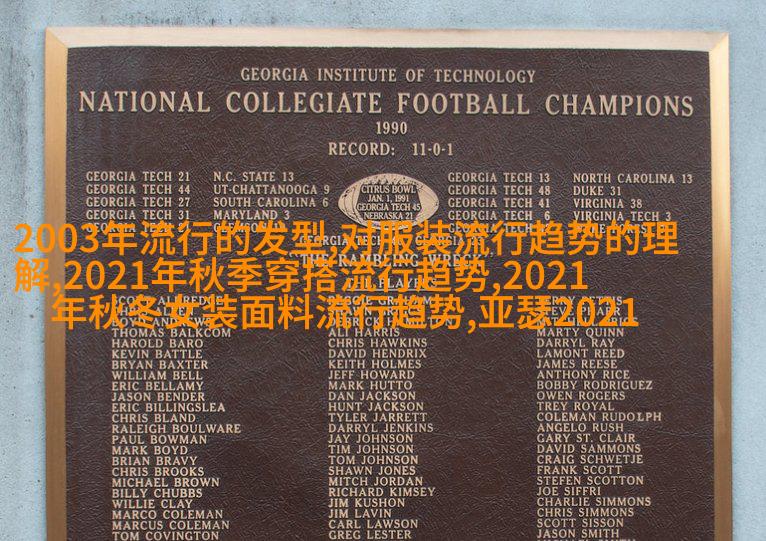 GEORGIA INSTITUTE OF TECHNOLOGY
NATIONAL COLLEGIATE FOOTBALL CHAMPIONS
1990
RECORD: 11-0-1
GEORGIA TECH 21 N.C. STATE 13
GEORGIA TECH 44 UT-CHATTANOOGA 9
GEORGIA TECH 27 SOUTH CAROLINA 6
GEORGIA TECH 31 MARYLAND 3
CITRUS BOWL
JAN. 1, 1991
GEORGIA TECH 45
NEBRASKA 21
GEORGIA TECH 13 NORTH CAROLINA 13
GEORGIA TECH 48 DUKE 31
GEORGIA TECH 41 VIRGINIA 38
GEORGIA TECH 6 VIRGINIA TECH 3
2003年流行的发型,对服装流行趋势的理
解,2021年秋季穿搭流行趋势,2021
年秋冬女装面料流行趋势,亚瑟2021
"THE RAMBLING WRECK"
THOMAS BALKCOM
HAROLD BARO
KEVIN BATTLE
BRYAN BAXTER
WILLIAM BELL
ERIC BELLAMY
JASON BENDER
ERIC BILLINGSLEA
CHRIS BLAND
RALEIGH BOULWARE
PAUL BOWMAN
MARK BOYD
BRIAN BRAVY
CHRIS BROOKS
MICHAEL BROWN
BILLY CHUBBS
WILLIE CLAY
MARCO COLEMAN
MARCUS COLEMAN
TOM COVINGTON
ALI HARRIS
CHRIS HAWKINS
DAVID HENDRIX
KEITH HOLMES
JEFF HOWARD
MARK HUTTO
DAN JACKSON
HUNT JACKSON
TYLER JARRETT
DARRYL JENKINS
JAY JOHNSON
TIM JOHNSON
TOM JOHNSON
SHAWN JONES
MITCH JORDAN
RICHARD KIMSEY
JIM KUSHON
JIM LAVIN
CARL LAWSON
GREG LESTER
MARTY QUINN
DARRYL RAY
LAMONT REED
JAMES REESE
ANTHONY RICE
BOBBY RODRIGUEZ
OWEN ROGERS
TREY ROYAL
COLEMAN RUDOLPH
ANGELO RUSH
GARY ST. CLAIR
DAVID SAMMONS
CRAIG SCHWETJE
FRANK SCOTT
STEFEN SCOTTON
JOE SIFFRI
CHARLIE SIMMONS
CHRIS SIMMONS
SCOTT SISSON
JASON SMITH